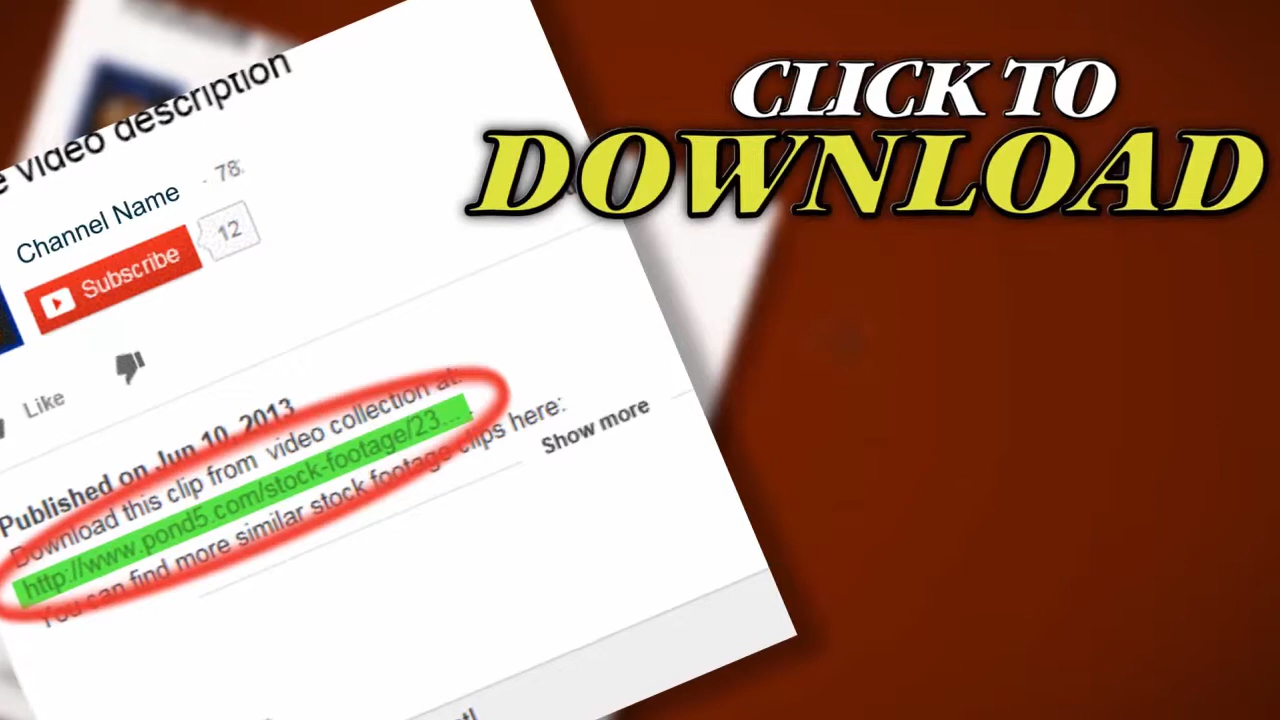 CLICK TO
DOWNLOAD
video description
Channel Name
78
Subscribe
12
Like
Published on Jun 10, 2013
Download this clip from video collection at:
http://www.pond5.com/stock-footage/23...
You can find more similar stock footage clips here:
Show more